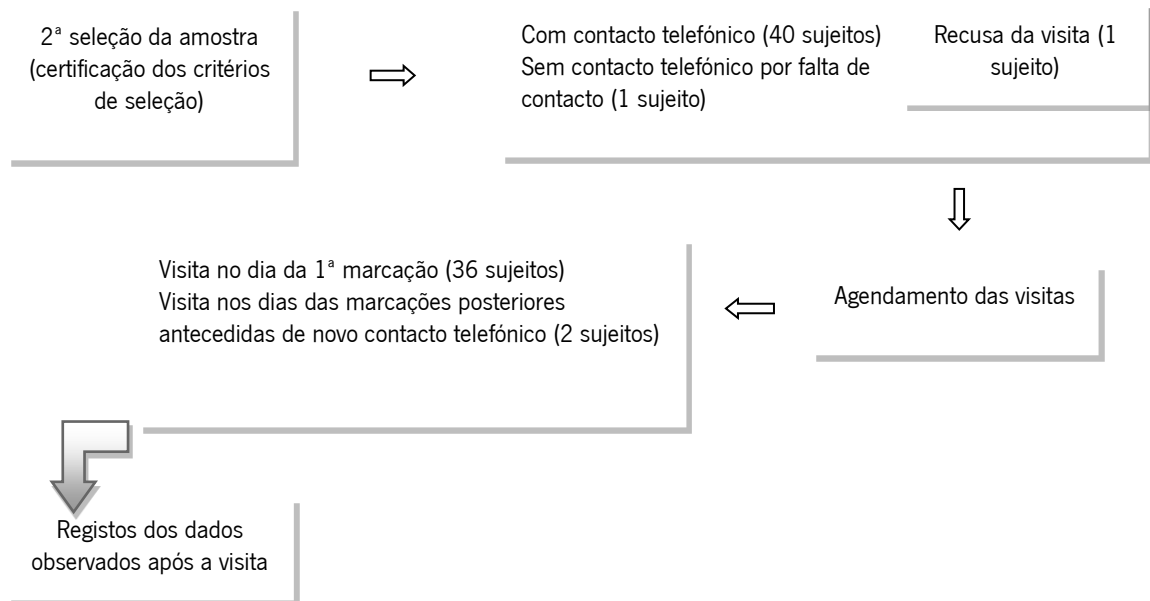 2ª seleção da amostra
(certificação dos critérios
de seleção)
Com contacto telefónico (40 sujeitos)
Sem contacto telefónico por falta de
contacto (1 sujeito)
Recusa da visita (1
sujeito)
Agendamento das visitas
Visita no dia da 1ª marcação (36 sujeitos)
Visita nos dias das marcações posteriores
antecedidas de novo contacto telefónico (2 sujeitos)
Registos dos dados
observados após a visita